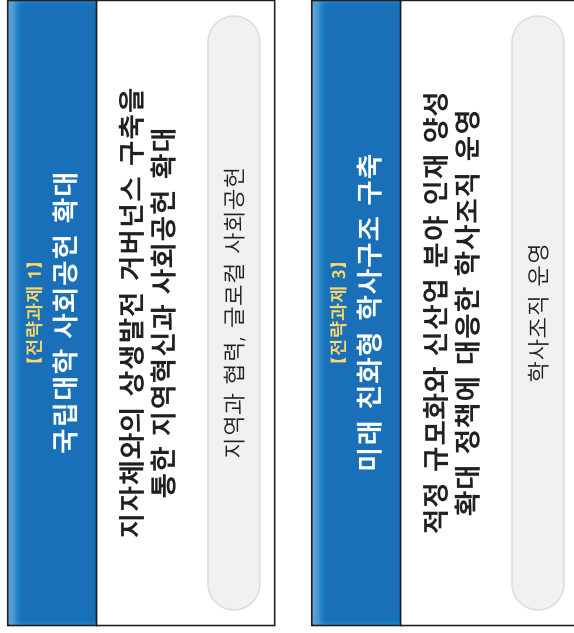 [전략과제 1]
국립대학 사회공헌 확대
지자체와의 상생발전 거버넌스 구축을
통한 지역혁신과 사회공헌 확대
지역과 협력, 글로컬 사회공헌
[전략과제 3]
미래 친화형 학사구조 구축
적정 규모화와 신산업 분야 인재 양성
확대 정책에 대응한 학사조직 운영
학사조직 운영